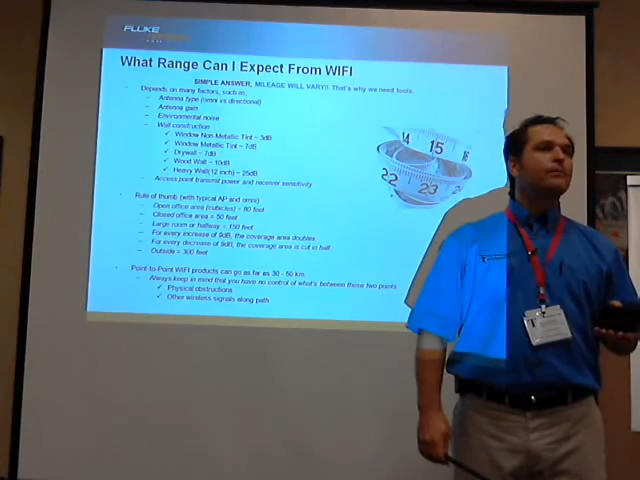 FLUKE
What Range Can I Expect From WIFI
SIMPLE ANSWER; MILEAGE WILL VARY!! That's why we need tools.
- Depends on many factors, such as,
– Antenna type (omni vs directional)
– Antenna gain
– Environmental noise
– Wall construction
✓ Window Non-Metallic Tint ~ 3dB
✓ Window Metallic Tint ~ 7dB
✓ Drywall ~ 7dB
✓ Wood Wall ~ 10dB
✓ Heavy Wall(12 inch) ~ 25dB
– Access point transmit power and receiver sensitivity
- Rule of thumb (with typical AP and omni)
– Open office area (cubicles) = 80 feet
– Closed office area = 50 feet
– Large room or hallway = 150 feet
– For every increase of 9dB, the coverage area doubles
– For every decrease of 9dB, the coverage area is cut in half
– Outside = 300 feet
- Point-to-Point WIFI products can go as far as 30 - 50 km.
– Always keep in mind that you have no control of what's between these two points
✓ Physical obstructions
✓ Other wireless signals along path
14 15 16
22 23